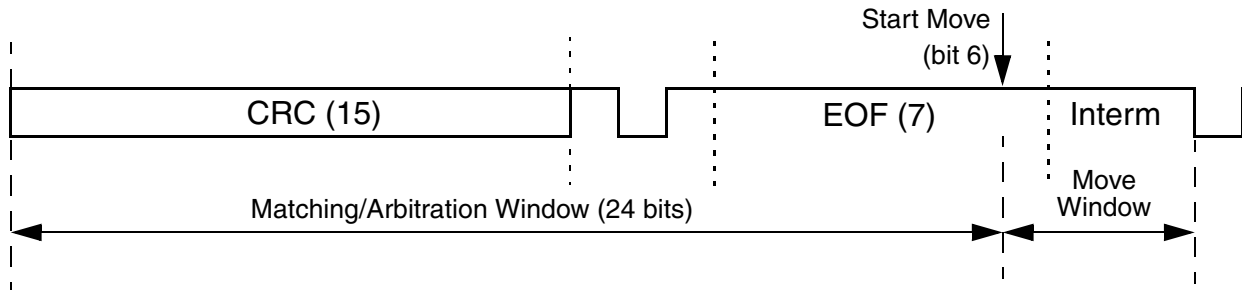 Start Move
(bit 6)
CRC (15)
EOF (7)
Interm
Matching/Arbitration Window (24 bits)
Move
Window